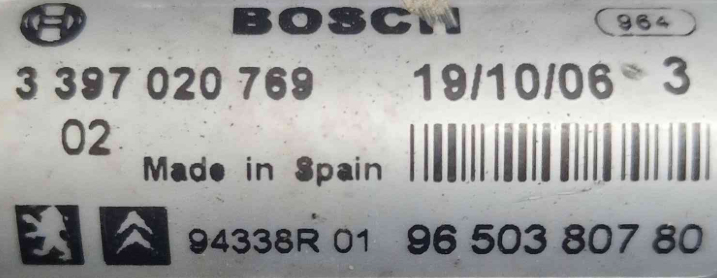 BOSCH 964
3 397 020 769 19/10/06 3
02
Made in Spain
94338R 01 96 503 807 80